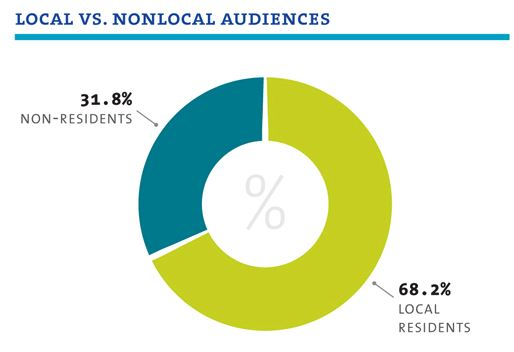 LOCAL VS. NONLOCAL AUDIENCES
31.8%
NON-RESIDENTS
%
68.2%
LOCAL
RESIDENTS